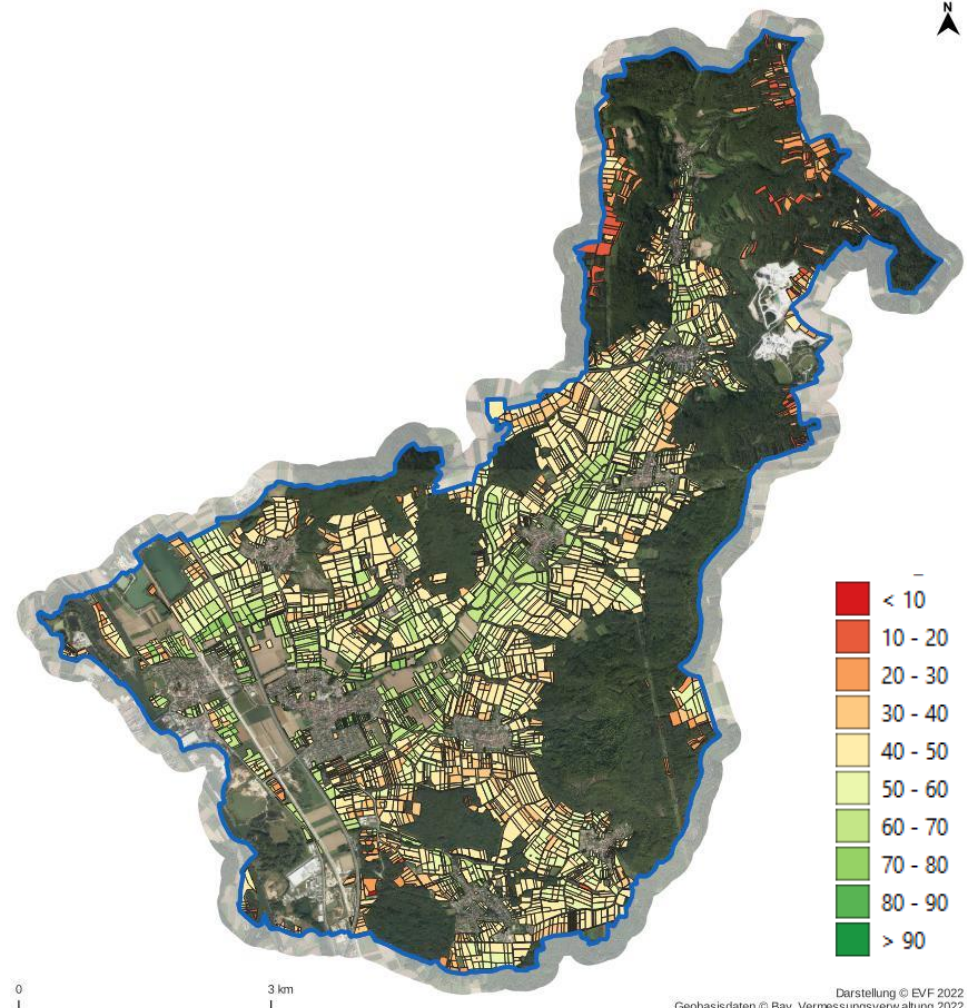 N
< 10
10 - 20
20 - 30
30 - 40
40 - 50
50 - 60
60 - 70
70 - 80
80 - 90
> 90
0
3 km
Darstellung © EVF 2022
Geobasisdaten © Bay. Vermessungsverwaltung 2022